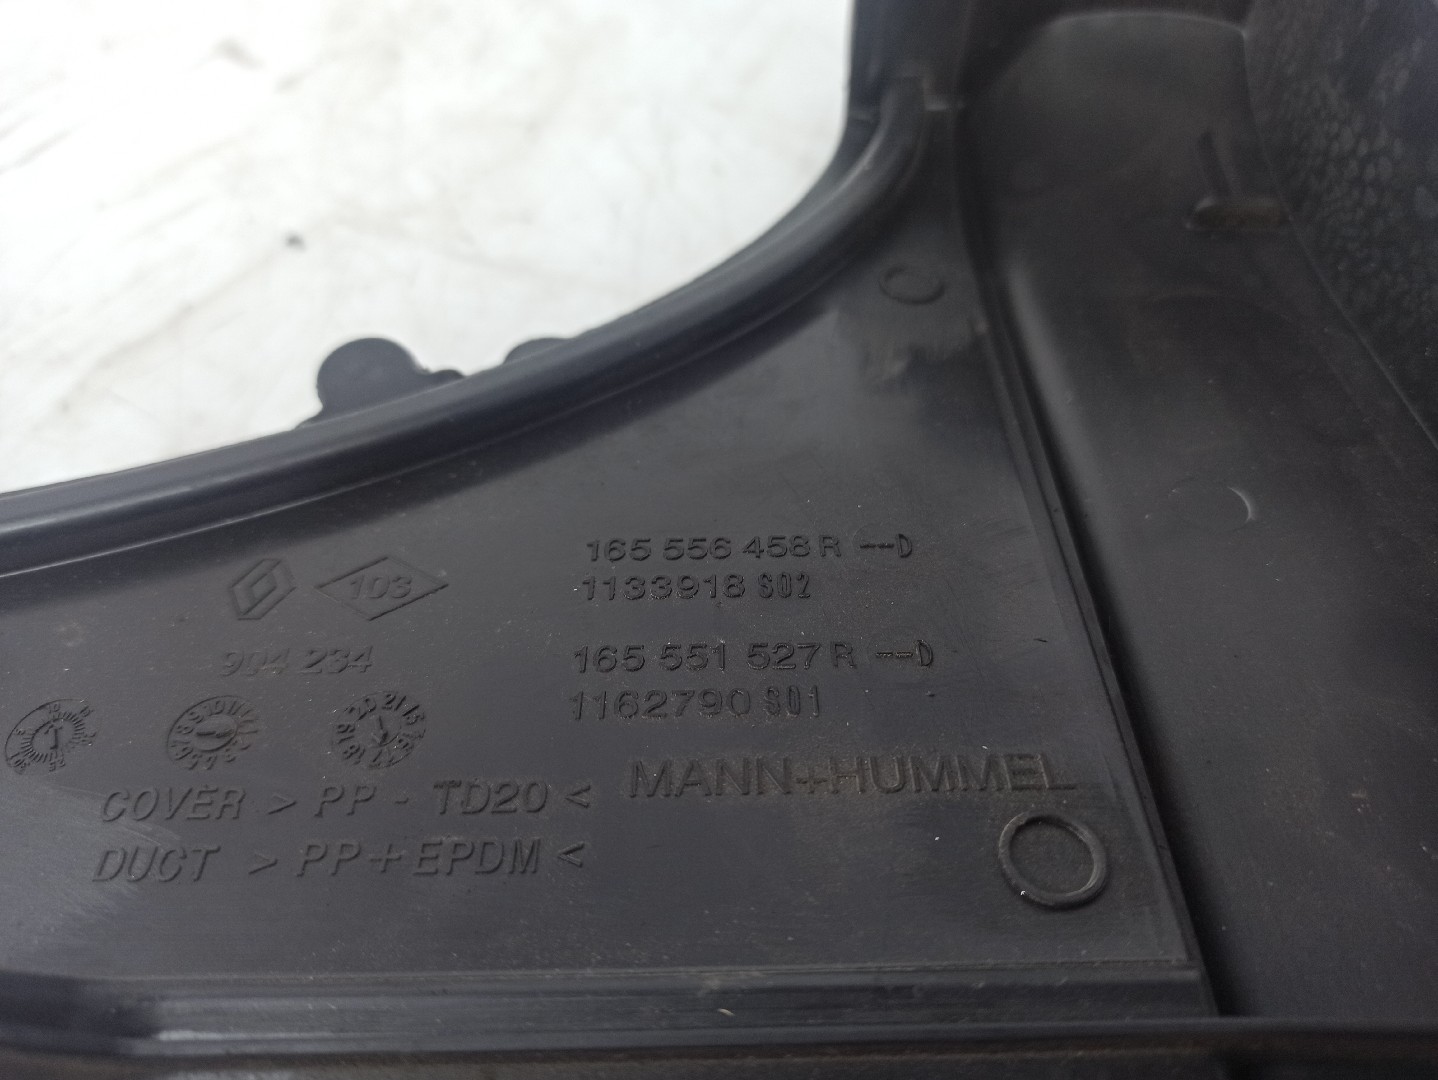 165 556 458 R --D
1133918 S02
103
904 234
165 551 527 R --D
1162790 S01
MANN+HUMMEL
COVER > PP - TD20 <
DUCT > PP+EPDM <